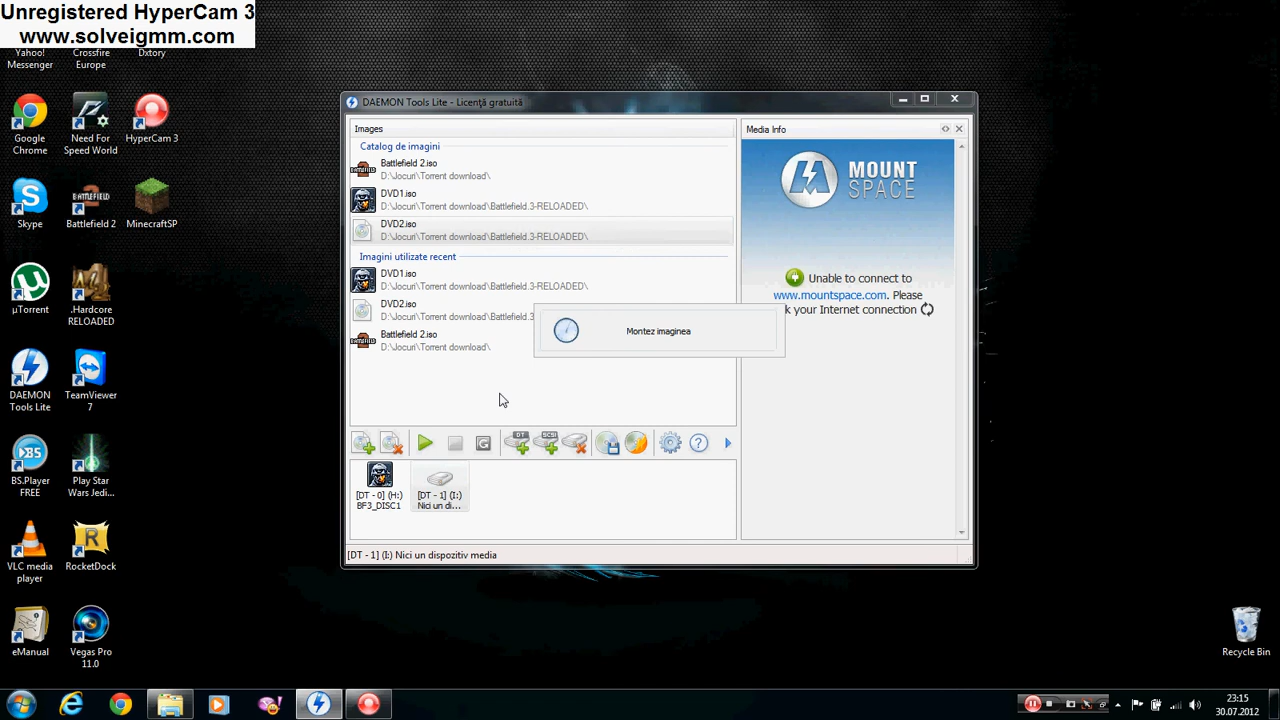 Unregistered HyperCam 3
www.solveigmm.com
Yahoo! Messenger
Crossfire Europe
Dxtory
Google Chrome
Need For Speed World
HyperCam 3
Skype
Battlefield 2
MinecraftSP
µTorrent
.Hardcore RELOADED
DAEMON Tools Lite
TeamViewer 7
BS.Player FREE
Play Star Wars Jedi...
VLC media player
RocketDock
eManual
Vegas Pro 11.0
DAEMON Tools Lite - Licenţă gratuită
Images
Catalog de imagini
Battlefield 2.iso
D:\Jocuri\Torrent download\
DVD1.iso
D:\Jocuri\Torrent download\Battlefield.3-RELOADED\
DVD2.iso
D:\Jocuri\Torrent download\Battlefield.3-RELOADED\
Imagini utilizate recent
DVD1.iso
D:\Jocuri\Torrent download\Battlefield.3-RELOADED\
DVD2.iso
D:\Jocuri\Torrent download\Battlefield.3
Battlefield 2.iso
D:\Jocuri\Torrent download\
Montez imaginea
Media Info
MOUNT
SPACE
Unable to connect to
www.mountspace.com. Please
k your Internet connection
DT
SCSI
[DT - 0] (H:)
BF3_DISC1
[DT - 1] (I:)
Nici un di...
[DT - 1] (I:) Nici un dispozitiv media
Recycle Bin
23:15
30.07.2012